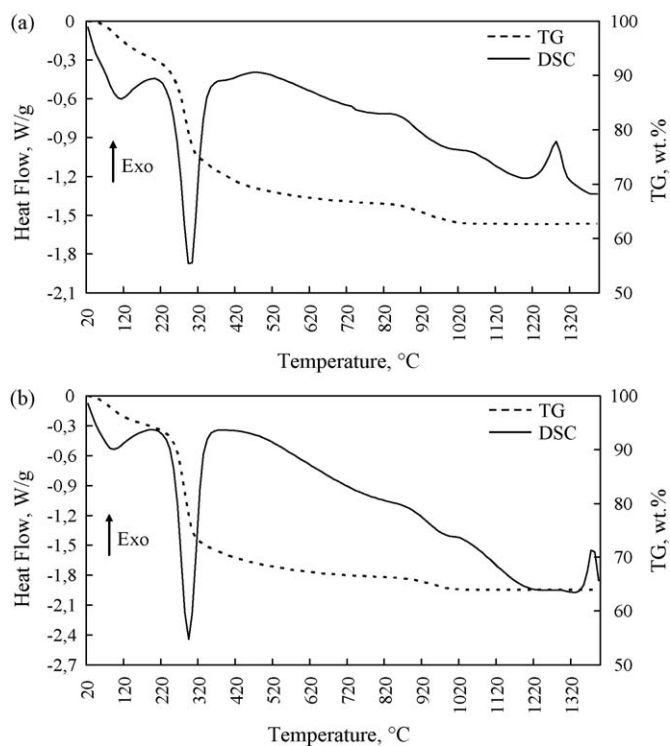 (a)
0
-0,3
-0,6
-0,9
-1,2
-1,5
-1,8
-2,1
Heat Flow, W/g
TG
DSC
Exo
100
90
80
70
60
50
TG, wt.%
20 120 220 320 420 520 620 720 820 920 1020 1120 1220 1320
Temperature, °C
(b)
0
-0,3
-0,6
-0,9
-1,2
-1,5
-1,8
-2,1
-2,4
-2,7
Heat Flow, W/g
TG
DSC
Exo
100
90
80
70
60
50
TG, wt.%
20 120 220 320 420 520 620 720 820 920 1020 1120 1220 1320
Temperature, °C